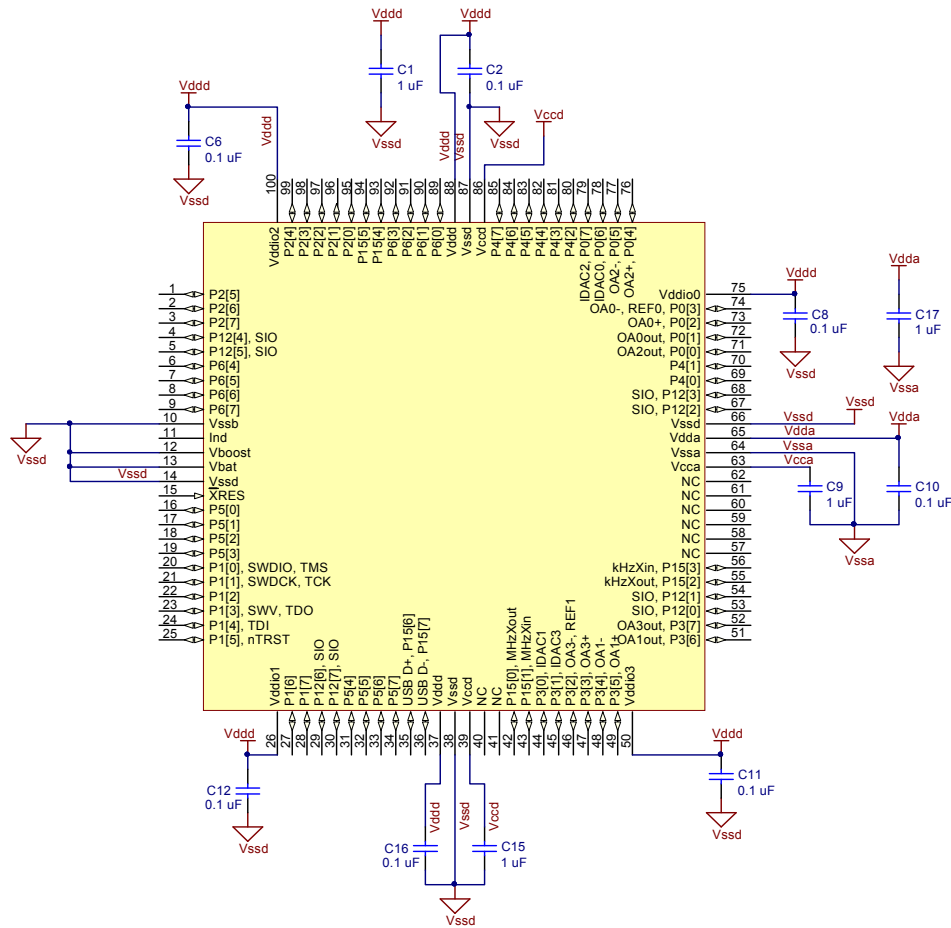 Vddd
C1
1 uF
Vssd
Vddd
C2
0.1 uF
Vssd
Vddd
C6
0.1 uF
Vssd
Vddd
Vddd
Vssd
Vccd
100 Vddio2
99 P2[4]
98 P2[3]
97 P2[2]
96 P2[1]
95 P2[0]
94 P15[5]
93 P15[4]
92 P6[3]
91 P6[2]
90 P6[1]
89 P6[0]
88 Vddd
87 Vssd
86 Vccd
85 P4[7]
84 P4[6]
83 P4[5]
82 P4[4]
81 P4[3]
80 P4[2]
79 IDAC2, P0[7]
78 IDAC0, P0[6]
77 OA2-, P0[5]
76 OA2+, P0[4]
1 P2[5]
2 P2[6]
3 P2[7]
4 P12[4], SIO
5 P12[5], SIO
6 P6[4]
7 P6[5]
8 P6[6]
9 P6[7]
10 Vssb
11 Ind
12 Vboost
13 Vbat
14 Vssd
15 XRES
16 P5[0]
17 P5[1]
18 P5[2]
19 P5[3]
20 P1[0], SWDIO, TMS
21 P1[1], SWDCK, TCK
22 P1[2]
23 P1[3], SWV, TDO
24 P1[4], TDI
25 P1[5], nTRST
Vssd
Vssd
Vddio0 75
OA0-, REF0, P0[3] 74
OA0+, P0[2] 73
OA0out, P0[1] 72
OA2out, P0[0] 71
P4[1] 70
P4[0] 69
SIO, P12[3] 68
SIO, P12[2] 67
Vssd 66
Vdda 65
Vssa 64
Vcca 63
NC 62
NC 61
NC 60
NC 59
NC 58
NC 57
kHzXin, P15[3] 56
kHzXout, P15[2] 55
SIO, P12[1] 54
SIO, P12[0] 53
OA3out, P3[7] 52
OA1out, P3[6] 51
Vddd
C8
0.1 uF
Vssd
Vdda
C17
1 uF
Vssa
Vssd
Vssd
Vdda
Vdda
Vssa
Vcca
C9
1 uF
C10
0.1 uF
Vssa
26 Vddio1
27 P1[6]
28 P1[7]
29 P12[6], SIO
30 P12[7], SIO
31 P5[4]
32 P5[5]
33 P5[6]
34 P5[7]
35 USB D+, P15[6]
36 USB D-, P15[7]
37 Vddd
38 Vssd
39 Vccd
40 NC
41 NC
42 P15[0], MHzXout
43 P15[1], MHzXin
44 P3[0], IDAC1
45 P3[1], IDAC3
46 P3[2], OA3-, REF1
47 P3[3], OA3+
48 P3[4], OA1-
49 P3[5], OA1+
50 Vddio3
Vddd
C12
0.1 uF
Vssd
Vddd
Vssd
Vccd
C16
0.1 uF
C15
1 uF
Vssd
Vddd
C11
0.1 uF
Vssd